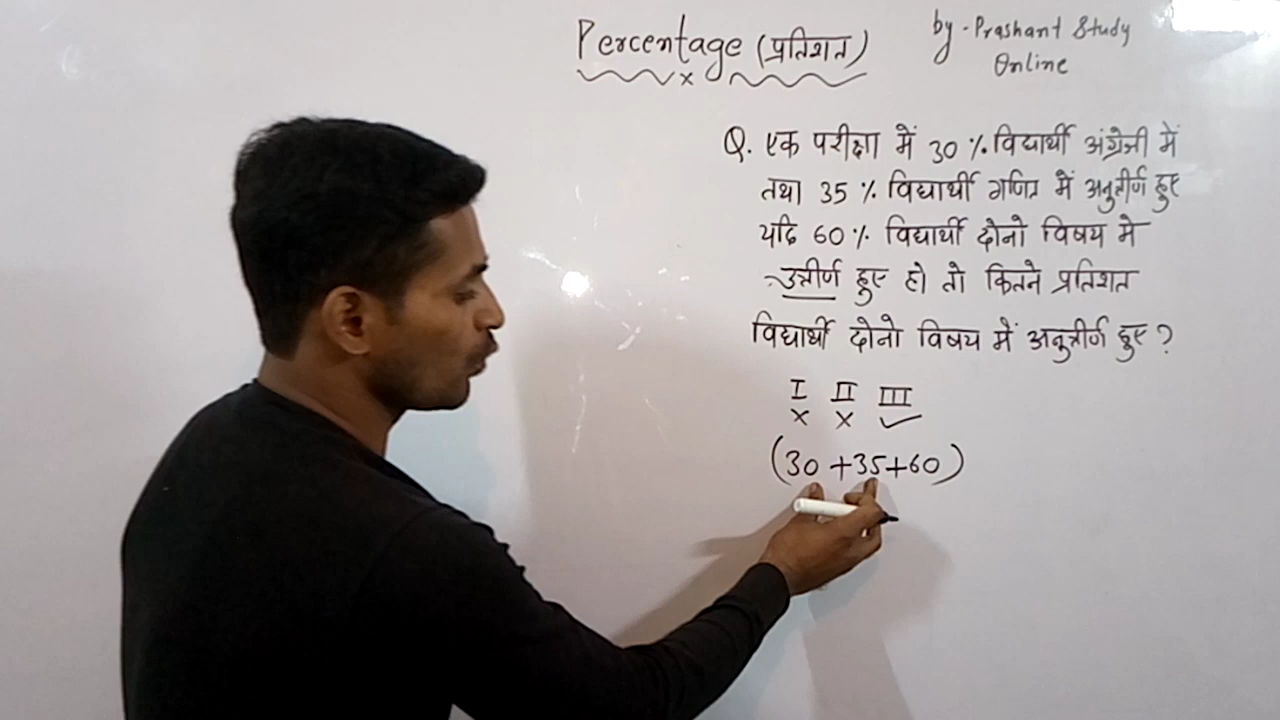 Percentage (प्रतिशत)
x
by - Prashant Study
Online
Q. एक परीक्षा में 30 % विद्यार्थी अंग्रेजी में
तथा 35 % विद्यार्थी गणित में अनुत्तीर्ण हुए
यदि 60 % विद्यार्थी दोनो विषय मे
उत्तीर्ण हुए हो तो कितने प्रतिशत
विद्यार्थी दोनो विषय में अनुत्तीर्ण हुए ?
I II III
x x ✓
(30 + 35 + 60)